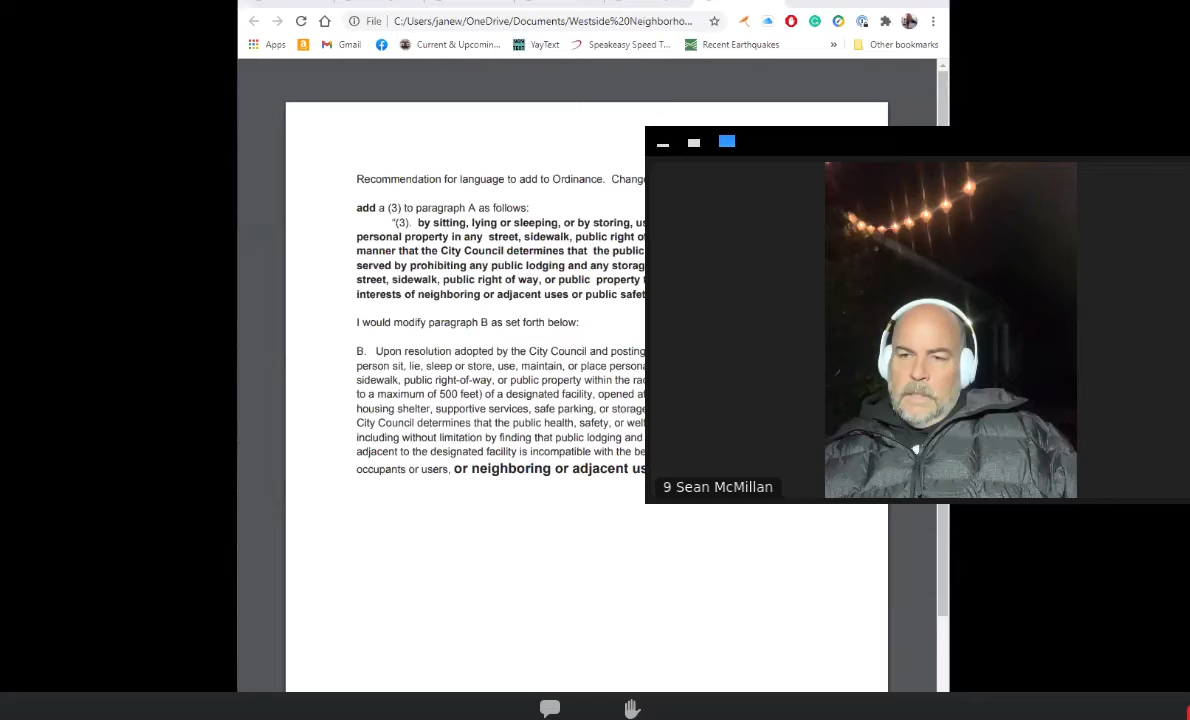 File C:/Users/janew/OneDrive/Documents/Westside%20Neighborho...
Apps Gmail Current & Upcomin... YayText Speakeasy Speed T... Recent Earthquakes » Other bookmarks
Recommendation for language to add to Ordinance. Change
add a (3) to paragraph A as follows:
"(3). by sitting, lying or sleeping, or by storing, us
personal property in any street, sidewalk, public right of
manner that the City Council determines that the public
served by prohibiting any public lodging and any storag
street, sidewalk, public right of way, or public property
interests of neighboring or adjacent uses or public safet
I would modify paragraph B as set forth below:
B. Upon resolution adopted by the City Council and posting
person sit, lie, sleep or store, use, maintain, or place persona
sidewalk, public right-of-way, or public property within the rad
to a maximum of 500 feet) of a designated facility, opened af
housing shelter, supportive services, safe parking, or storage
City Council determines that the public health, safety, or welf
including without limitation by finding that public lodging and
adjacent to the designated facility is incompatible with the be
occupants or users, or neighboring or adjacent us
9 Sean McMillan